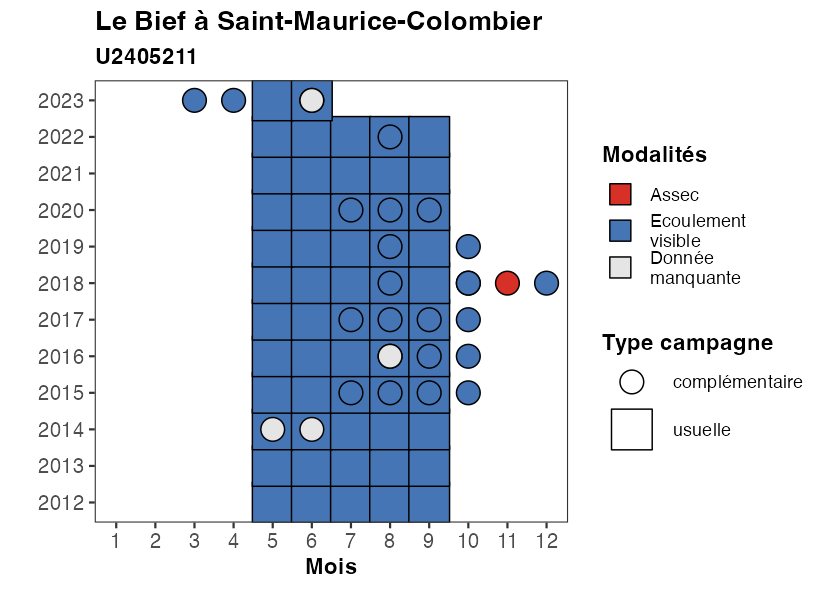 Le Bief à Saint-Maurice-Colombier
U2405211
2023
2022
2021
2020
2019
2018
2017
2016
2015
2014
2013
2012
1 2 3 4 5 6 7 8 9 10 11 12
Mois
Modalités
Assec
Ecoulement
visible
Donnée
manquante
Type campagne
complémentaire
usuelle